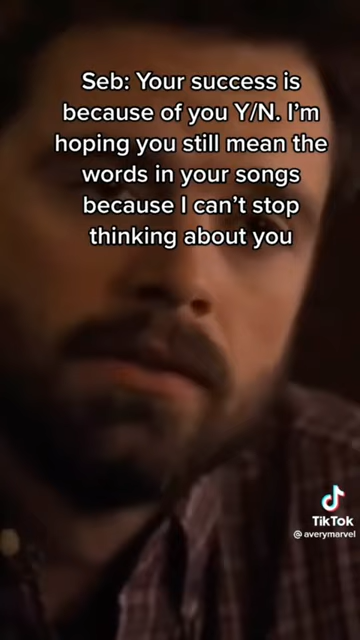 Seb: Your success is
because of you Y/N. I'm
hoping you still mean the
words in your songs
because I can't stop
thinking about you
TikTok
@averymarvel